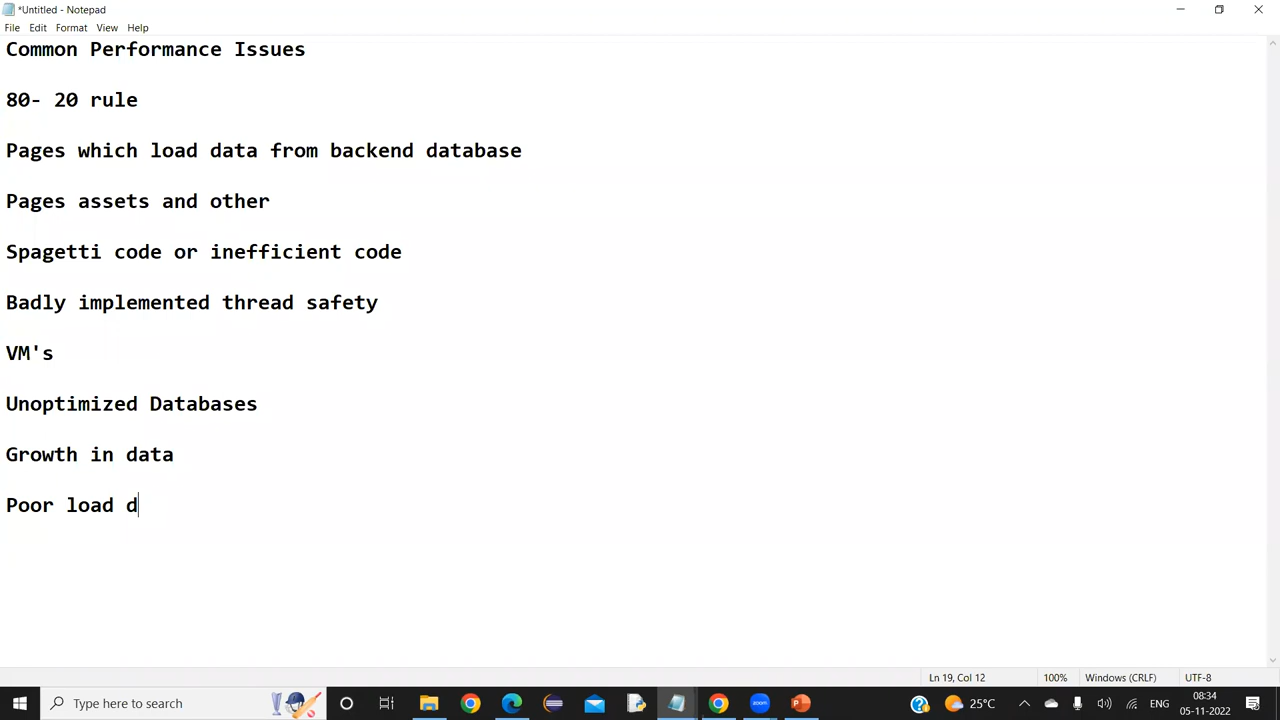 *Untitled - Notepad
File Edit Format View Help
Common Performance Issues
80- 20 rule
Pages which load data from backend database
Pages assets and other
Spagetti code or inefficient code
Badly implemented thread safety
VM's
Unoptimized Databases
Growth in data
Poor load d
Ln 19, Col 12 100% Windows (CRLF) UTF-8
Type here to search zoom 25°C ENG 08:34
05-11-2022